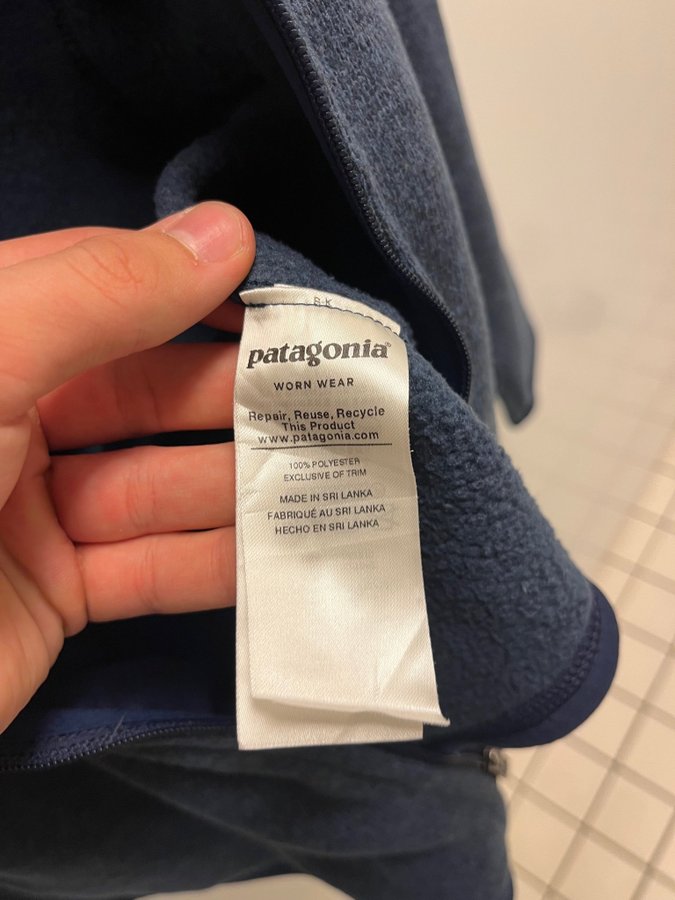 B-K
patagonia®
WORN WEAR
Repair, Reuse, Recycle
This Product
www.patagonia.com
100% POLYESTER
EXCLUSIVE OF TRIM
MADE IN SRI LANKA
FABRIQUÉ AU SRI LANKA
HECHO EN SRI LANKA